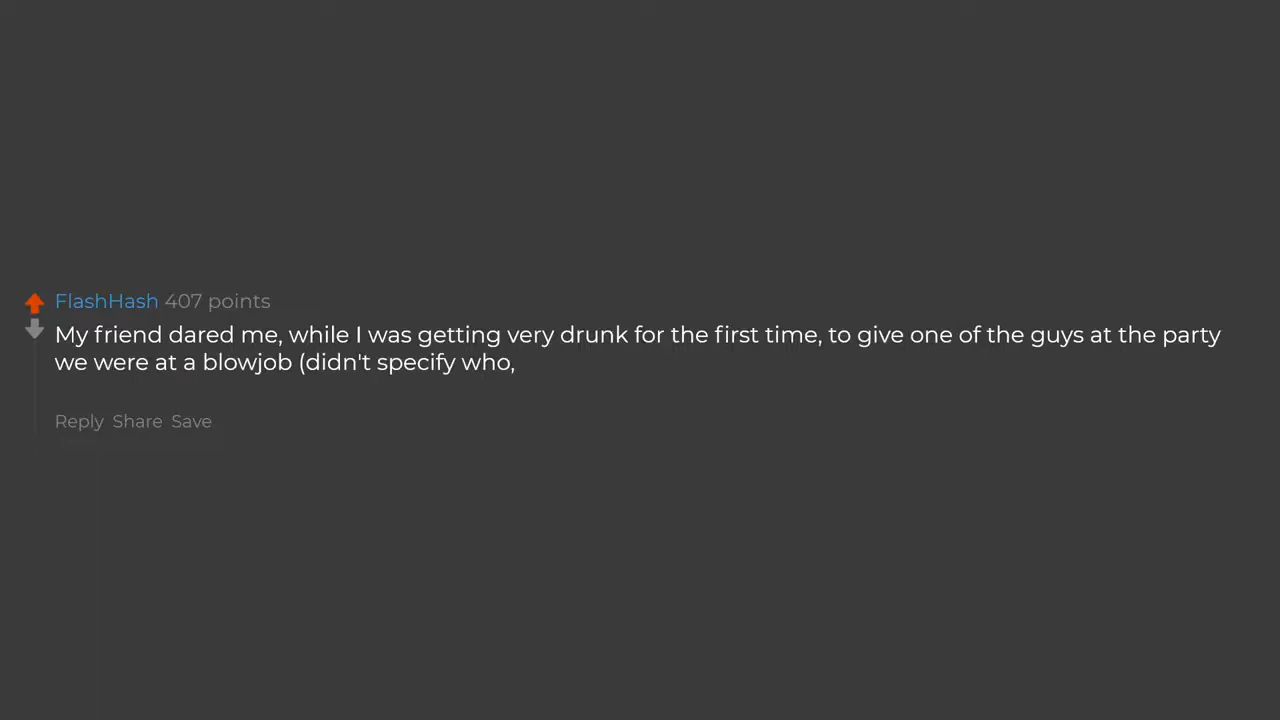 FlashHash 407 points
My friend dared me, while I was getting very drunk for the first time, to give one of the guys at the party
we were at a blowjob (didn't specify who,
Reply Share Save